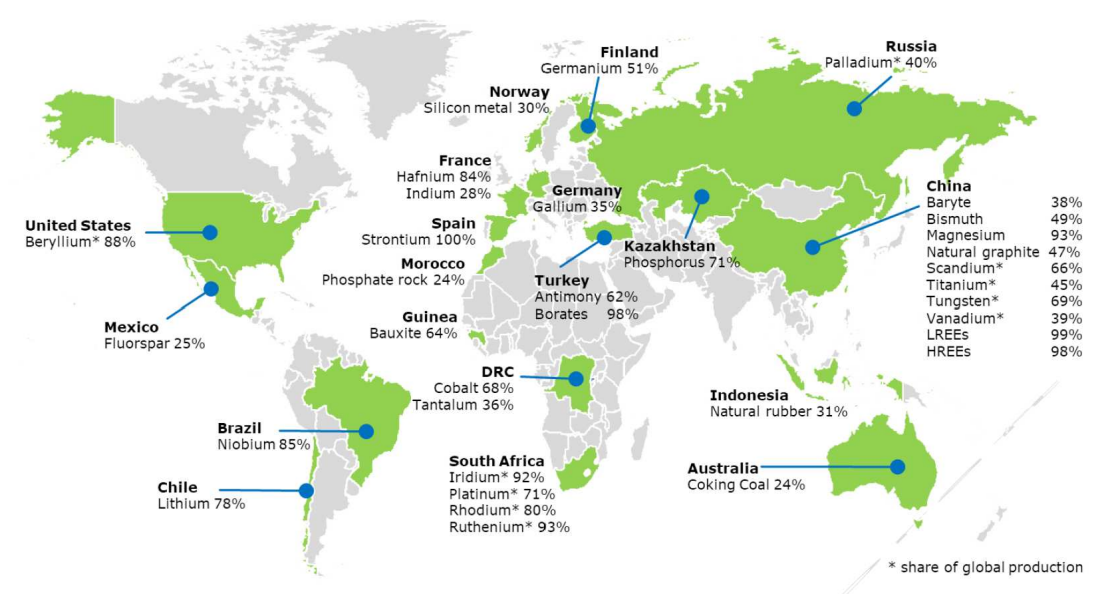 Finland
Germanium 51%
Russia
Palladium* 40%
Norway
Silicon metal 30%
France
Hafnium 84%
Indium 28%
Germany
Gallium 35%
China
Baryte 38%
Bismuth 49%
Magnesium 93%
Natural graphite 47%
Scandium* 66%
Titanium* 45%
Tungsten* 69%
Vanadium* 39%
LREEs 99%
HREEs 98%
United States
Beryllium* 88%
Spain
Strontium 100%
Kazakhstan
Phosphorus 71%
Morocco
Phosphate rock 24%
Turkey
Antimony 62%
Borates 98%
Mexico
Fluorspar 25%
Guinea
Bauxite 64%
DRC
Cobalt 68%
Tantalum 36%
Indonesia
Natural rubber 31%
Brazil
Niobium 85%
South Africa
Iridium* 92%
Platinum* 71%
Rhodium* 80%
Ruthenium* 93%
Australia
Coking Coal 24%
Chile
Lithium 78%
* share of global production